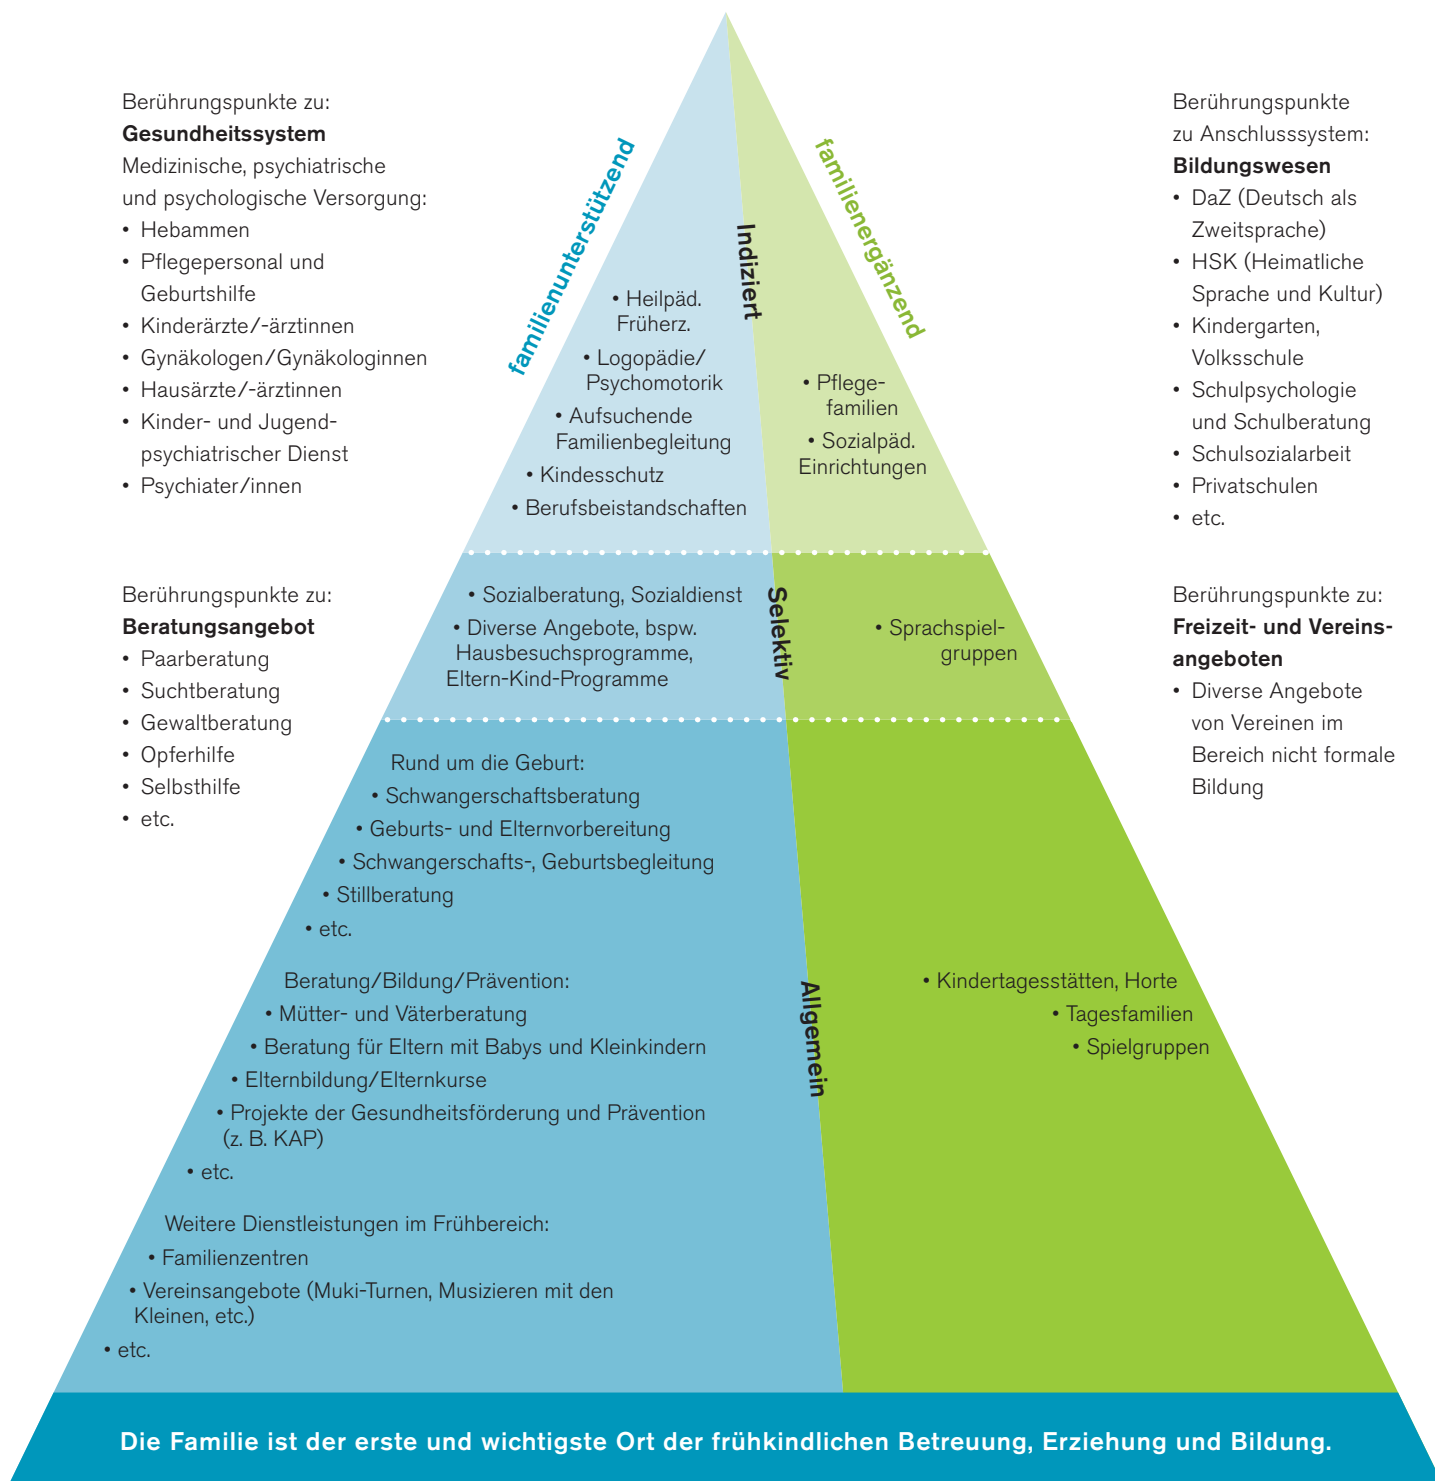 Berührungspunkte zu:
Gesundheitssystem
Medizinische, psychiatrische
und psychologische Versorgung:
• Hebammen
• Pflegepersonal und
Geburtshilfe
• Kinderärzte/-ärztinnen
• Gynäkologen/Gynäkologinnen
• Hausärzte/-ärztinnen
• Kinder- und Jugend-
psychiatrischer Dienst
• Psychiater/innen
Berührungspunkte zu:
Beratungsangebot
• Paarberatung
• Suchtberatung
• Gewaltberatung
• Opferhilfe
• Selbsthilfe
• etc.
familienunterstützend
• Heilpäd.
Früherz.
• Logopädie/
Psychomotorik
• Aufsuchende
Familienbegleitung
• Kindesschutz
• Berufsbeistandschaften
Indiziert
familienergänzend
• Pflege-
familien
• Sozialpäd.
Einrichtungen
• Sozialberatung, Sozialdienst
• Diverse Angebote, bspw.
Hausbesuchsprogramme,
Eltern-Kind-Programme
Selektiv
• Sprachspiel-
gruppen
Rund um die Geburt:
• Schwangerschaftsberatung
• Geburts- und Elternvorbereitung
• Schwangerschafts-, Geburtsbegleitung
• Stillberatung
• etc.
Beratung/Bildung/Prävention:
• Mütter- und Väterberatung
• Beratung für Eltern mit Babys und Kleinkindern
• Elternbildung/Elternkurse
• Projekte der Gesundheitsförderung und Prävention
(z. B. KAP)
• etc.
Weitere Dienstleistungen im Frühbereich:
• Familienzentren
• Vereinsangebote (Muki-Turnen, Musizieren mit den
Kleinen, etc.)
• etc.
Allgemein
• Kindertagesstätten, Horte
• Tagesfamilien
• Spielgruppen
Berührungspunkte
zu Anschlusssystem:
Bildungswesen
• DaZ (Deutsch als
Zweitsprache)
• HSK (Heimatliche
Sprache und Kultur)
• Kindergarten,
Volksschule
• Schulpsychologie
und Schulberatung
• Schulsozialarbeit
• Privatschulen
• etc.
Berührungspunkte zu:
Freizeit- und Vereins-
angeboten
• Diverse Angebote
von Vereinen im
Bereich nicht formale
Bildung
Die Familie ist der erste und wichtigste Ort der frühkindlichen Betreuung, Erziehung und Bildung.